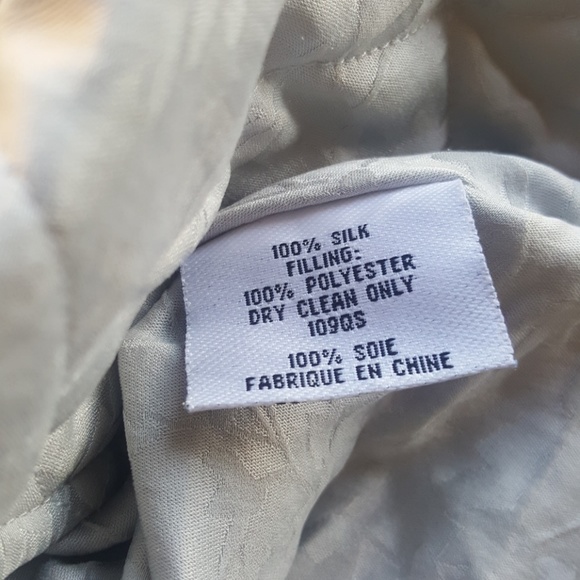 100% SILK
FILLING:
100% POLYESTER
DRY CLEAN ONLY
109QS
100% SOIE
FABRIQUE EN CHINE